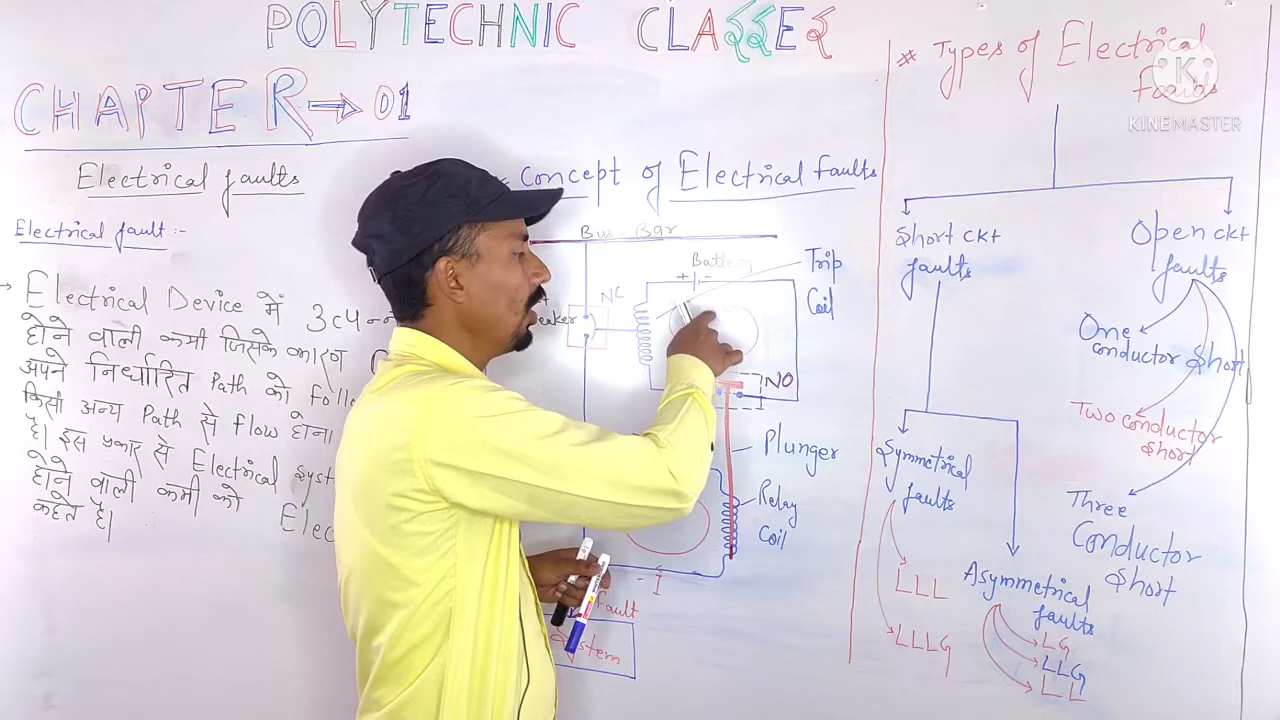 POLYTECHNIC CLASSES
CHAPTER → 01
Electrical faults
Electrical fault :-
→ Electrical Device में
होने वाली कमी जिसके कारण
अपने निर्धारित Path को follo
किसी अन्य Path से flow होना
है। इस प्रकार से Electrical syst
होने वाली कमी को Elec
कहते है।
Concept of Electrical faults
Bus-Bar
Battery
+ -
Trip
Coil
NC
eaker
NO
Plunger
Relay
Coil
I
Fault
System
* Types of Electrical
Faults
Short ckt
faults
Open ckt
faults
One
conductor short
Two conductor
short
Three
Conductor
short
Symmetrical
faults
LLL
LLLG
Asymmetrical
faults
LG
LLG
LL
K
KINEMASTER